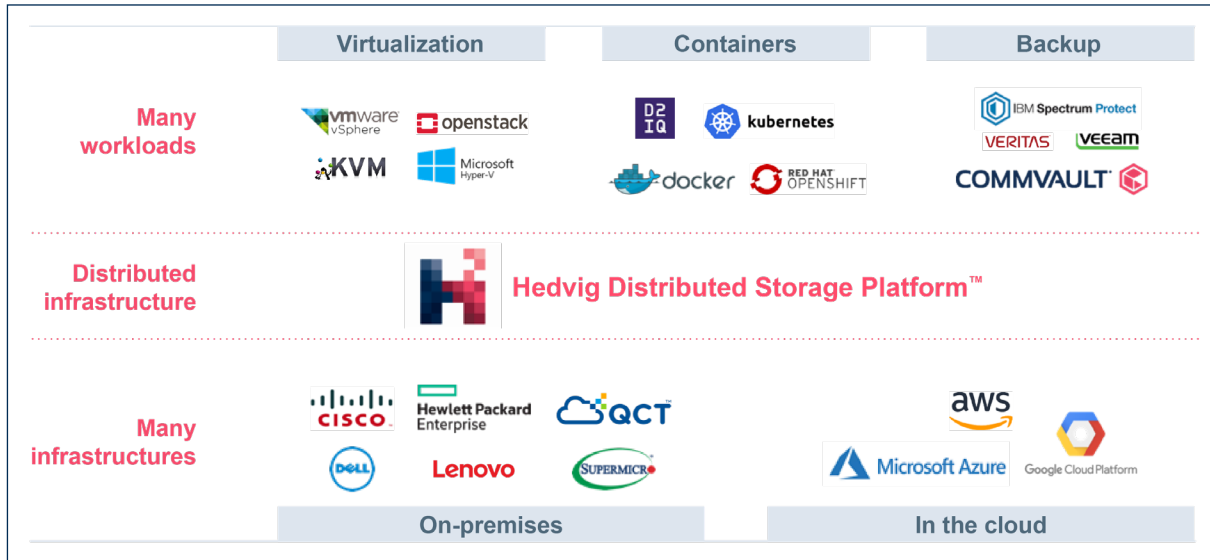 Virtualization
Containers
Backup
Many
workloads
vmware®
vSphere
openstack
KVM
Microsoft
Hyper-V
D2
IQ
kubernetes
docker
RED HAT®
OPENSHIFT
IBM Spectrum Protect
VERITAS
veeam
COMMVAULT
Distributed
infrastructure
Hedvig Distributed Storage Platform™
Many
infrastructures
CISCO
Hewlett Packard
Enterprise
QCT
DELL
Lenovo
SUPERMICRO
aws
Microsoft Azure
Google Cloud Platform
On-premises
In the cloud